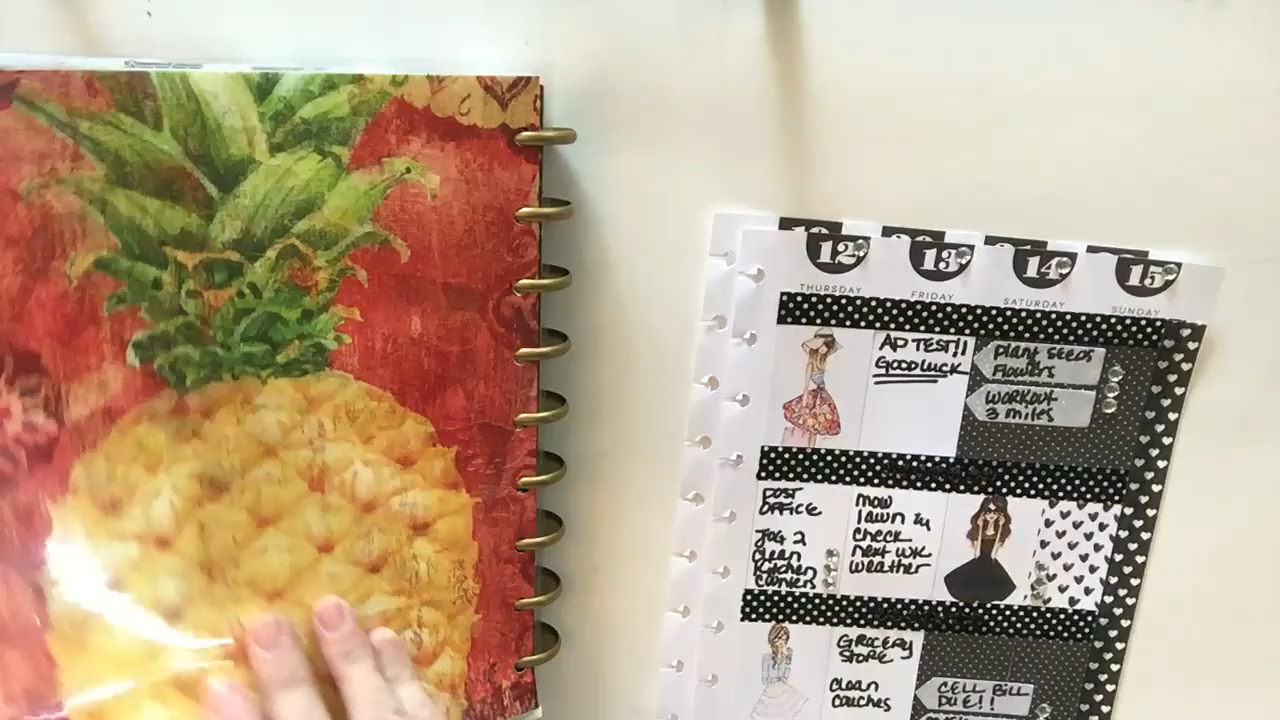 12
13
14
15
THURSDAY
FRIDAY
SATURDAY
SUNDAY
AP TEST!!
GOOD LUCK
Plant SEEDS
Flowers
WORKOUT
3 miles
POST
OFFICE
JOG 2
Clean
Kitchen
Counters
mow
lawn
CHECK
next wk
weather
GROCERY
STORE
Clean
Couches
CELL BILL
DUE!!